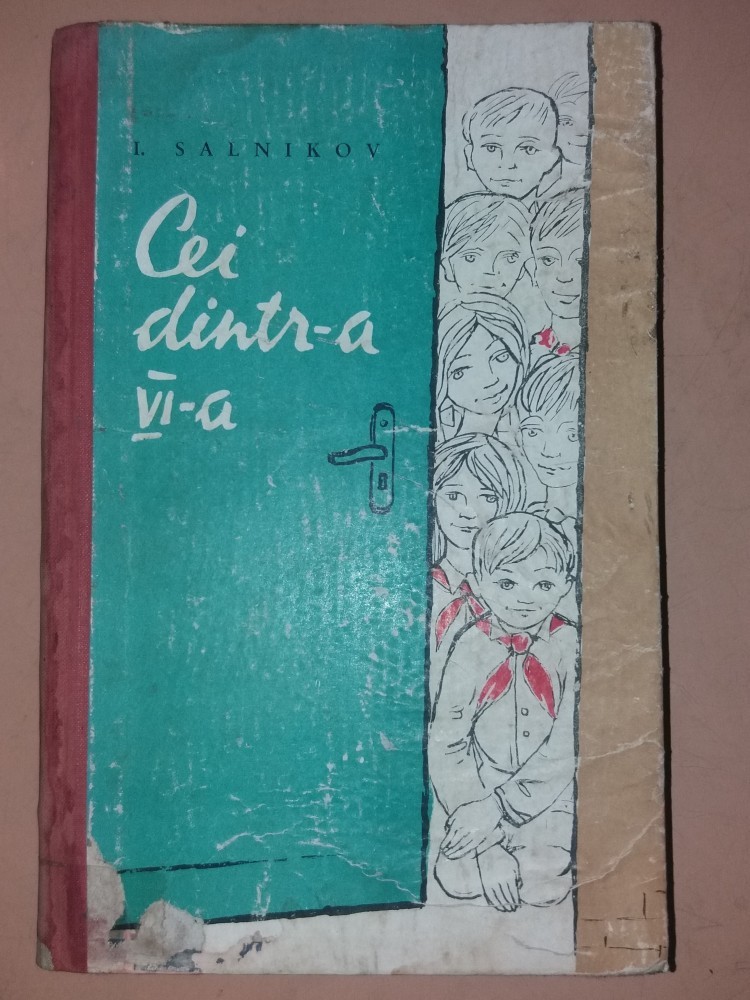 I. SALNIKOV
Cei
dintr-a
VI-a